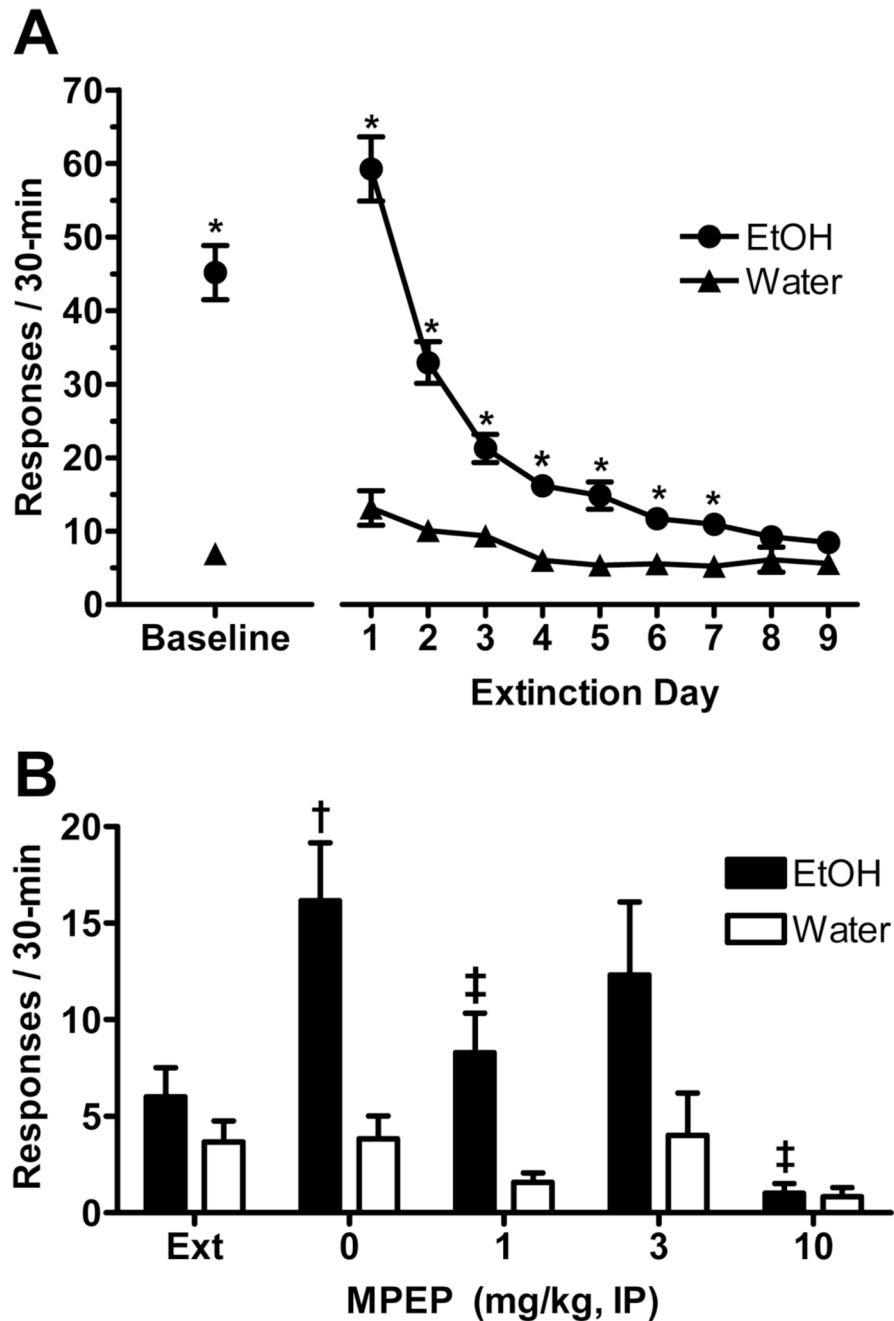 A
Responses / 30-min
70
60
50
40
30
20
10
0
*
* * * * * * *
EtOH
Water
Baseline
1 2 3 4 5 6 7 8 9
Extinction Day
B
Responses / 30-min
20
15
10
5
0
†
‡
‡
EtOH
Water
Ext 0 1 3 10
MPEP (mg/kg, IP)